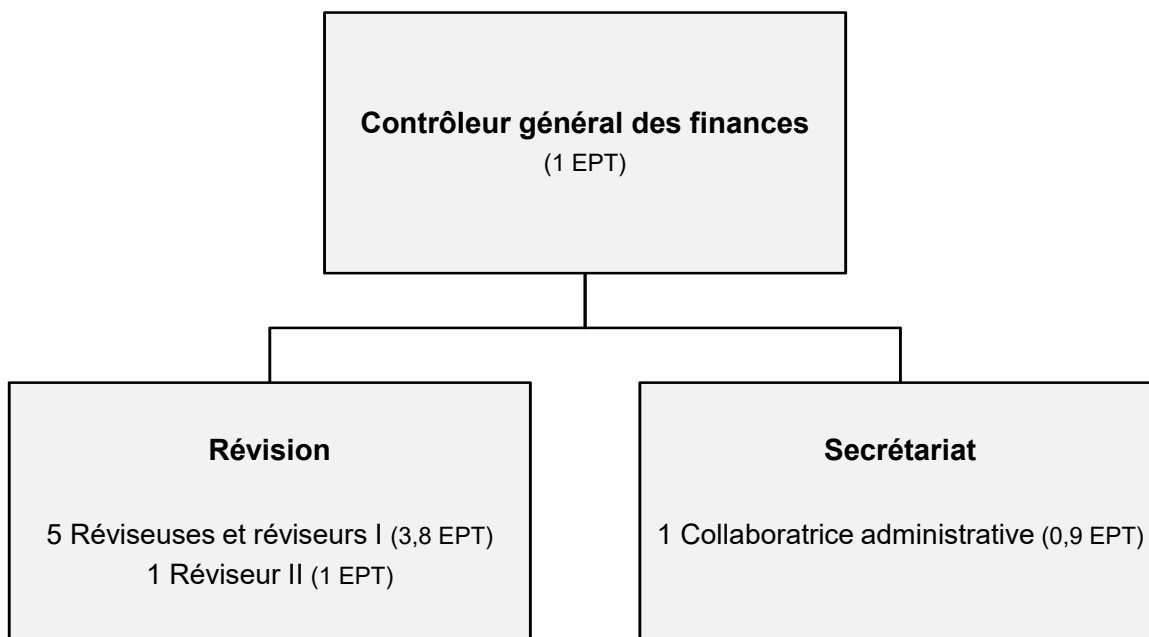 Contrôleur général des finances
(1 EPT)
Révision
5 Réviseuses et réviseurs I (3,8 EPT)
1 Réviseur II (1 EPT)
Secrétariat
1 Collaboratrice administrative (0,9 EPT)